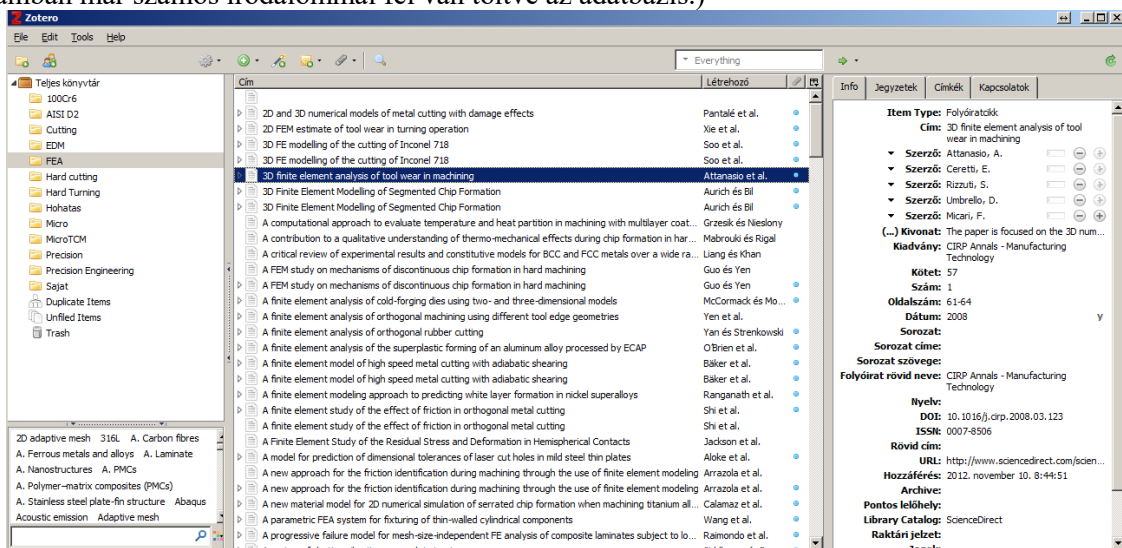 amban már számos irodalommal fel van töltve az adatbázis.)
Zotero
File Edit Tools Help
Everything
Teljes könyvtár
100Cr6
AISI D2
Cutting
EDM
FEA
Hard cutting
Hard Turning
Hohatas
Micro
MicroTCM
Precision
Precision Engineering
Sajat
Duplicate Items
Unfiled Items
Trash
2D adaptive mesh 316L A. Carbon fibres
A. Ferrous metals and alloys A. Laminate
A. Nanostructures A. PMCs
A. Polymer–matrix composites (PMCs)
A. Stainless steel plate-fin structure Abaqus
Acoustic emission Adaptive mesh
Cím Létrehozó
2D and 3D numerical models of metal cutting with damage effects Pantalé et al.
2D FEM estimate of tool wear in turning operation Xie et al.
3D FE modelling of the cutting of Inconel 718 Soo et al.
3D FE modelling of the cutting of Inconel 718 Soo et al.
3D finite element analysis of tool wear in machining Attanasio et al.
3D Finite Element Modelling of Segmented Chip Formation Aurich és Bil
3D Finite Element Modelling of Segmented Chip Formation Aurich és Bil
A computational approach to evaluate temperature and heat partition in machining with multilayer coat... Grzesik és Nieslony
A contribution to a qualitative understanding of thermo-mechanical effects during chip formation in har... Mabrouki és Rigal
A critical review of experimental results and constitutive models for BCC and FCC metals over a wide ra... Liang és Khan
A FEM study on mechanisms of discontinuous chip formation in hard machining Guo és Yen
A FEM study on mechanisms of discontinuous chip formation in hard machining Guo és Yen
A finite element analysis of cold-forging dies using two- and three-dimensional models McCormack és Mo...
A finite element analysis of orthogonal machining using different tool edge geometries Yen et al.
A finite element analysis of orthogonal rubber cutting Yan és Strenkowski
A finite element analysis of the superplastic forming of an aluminum alloy processed by ECAP O'Brien et al.
A finite element model of high speed metal cutting with adiabatic shearing Bäker et al.
A finite element model of high speed metal cutting with adiabatic shearing Bäker et al.
A finite element modeling approach to predicting white layer formation in nickel superalloys Ranganath et al.
A finite element study of the effect of friction in orthogonal metal cutting Shi et al.
A finite element study of the effect of friction in orthogonal metal cutting Shi et al.
A Finite Element Study of the Residual Stress and Deformation in Hemispherical Contacts Jackson et al.
A model for prediction of dimensional tolerances of laser cut holes in mild steel thin plates Aloke et al.
A new approach for the friction identification during machining through the use of finite element modeling Arrazola et al.
A new approach for the friction identification during machining through the use of finite element modeling Arrazola et al.
A new material model for 2D numerical simulation of serrated chip formation when machining titanium all... Calamaz et al.
A parametric FEA system for fixturing of thin-walled cylindrical components Wang et al.
A progressive failure model for mesh-size-independent FE analysis of composite laminates subject to lo... Raimondo et al.
Info Jegyzetek Címkék Kapcsolatok
Item Type: Folyóiratcikk
Cím: 3D finite element analysis of tool
wear in machining
Szerző: Attanasio, A.
Szerző: Ceretti, E.
Szerző: Rizzuti, S.
Szerző: Umbrello, D.
Szerző: Micari, F.
(...) Kivonat: The paper is focused on the 3D num...
Kiadvány: CIRP Annals - Manufacturing
Technology
Kötet: 57
Szám: 1
Oldalszám: 61-64
Dátum: 2008 y
Sorozat:
Sorozat címe:
Sorozat szövege:
Folyóirat rövid neve: CIRP Annals - Manufacturing
Technology
Nyelv:
DOI: 10.1016/j.cirp.2008.03.123
ISSN: 0007-8506
Rövid cím:
URL: http://www.sciencedirect.com/scien...
Hozzáférés: 2012. november 10. 8:44:51
Archive:
Pontos lelőhely:
Library Catalog: ScienceDirect
Raktári jelzet: